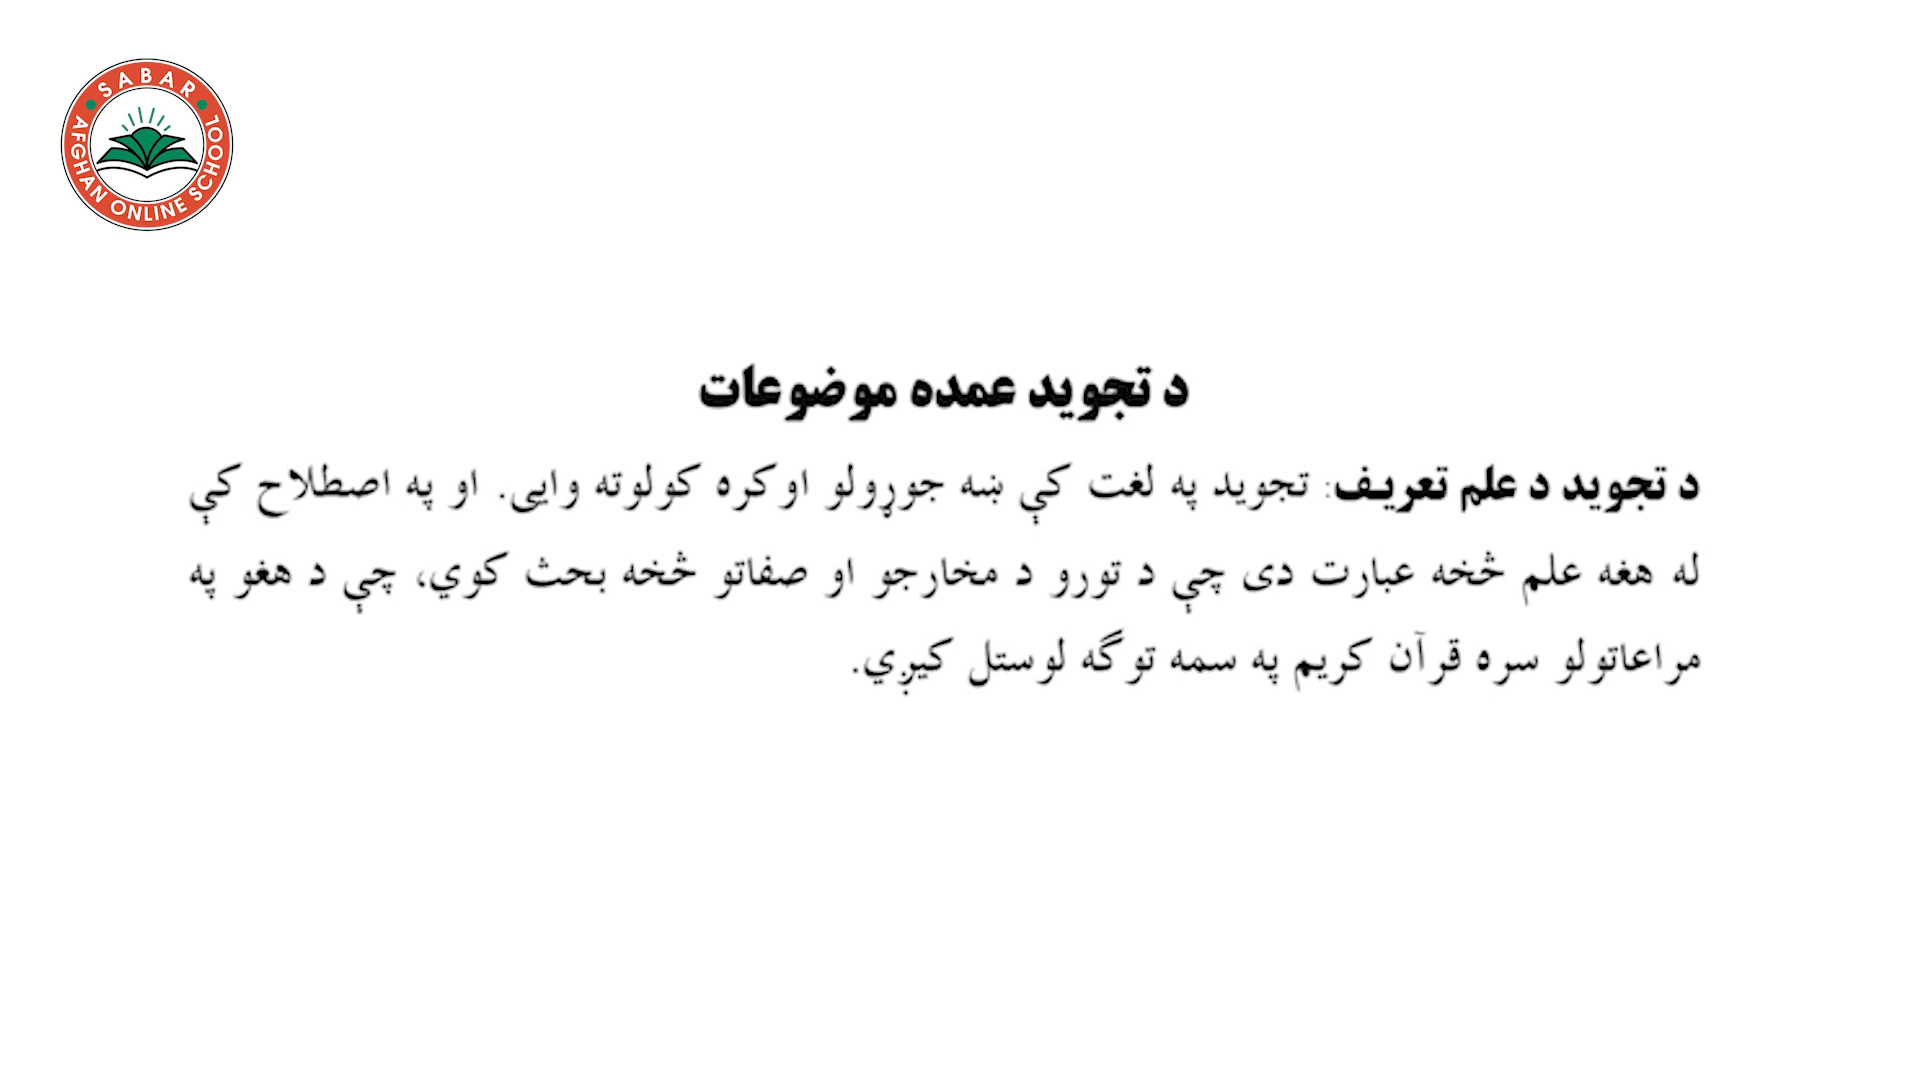 SABAR
AFGHAN ONLINE SCHOOL
د تجوید عمده موضوعات
د تجوید د علم تعریف: تجوید په لغت کې ښه جوړولو اوکره کولوته وایی. او په اصطلاح کې
له هغه علم څخه عبارت دی چې د تورو د مخارجو او صفاتو څخه بحث کوي، چې د هغو په
مراعاتولو سره قرآن کریم په سمه توگه لوستل کیږي.